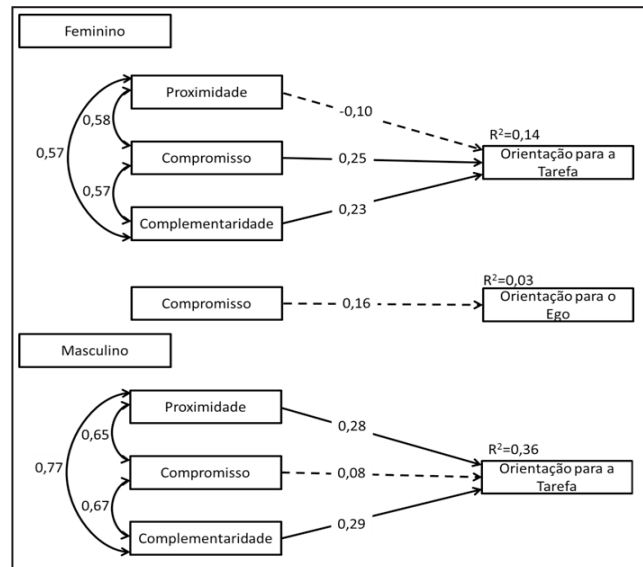 Feminino
Proximidade
-0,10
0,58
R²=0,14
0,57
Compromisso
0,25
Orientação para a
Tarefa
0,57
Complementaridade
0,23
R²=0,03
Compromisso
0,16
Orientação para o
Ego
Masculino
Proximidade
0,28
0,65
R²=0,36
0,77
Compromisso
0,08
Orientação para a
Tarefa
0,67
Complementaridade
0,29